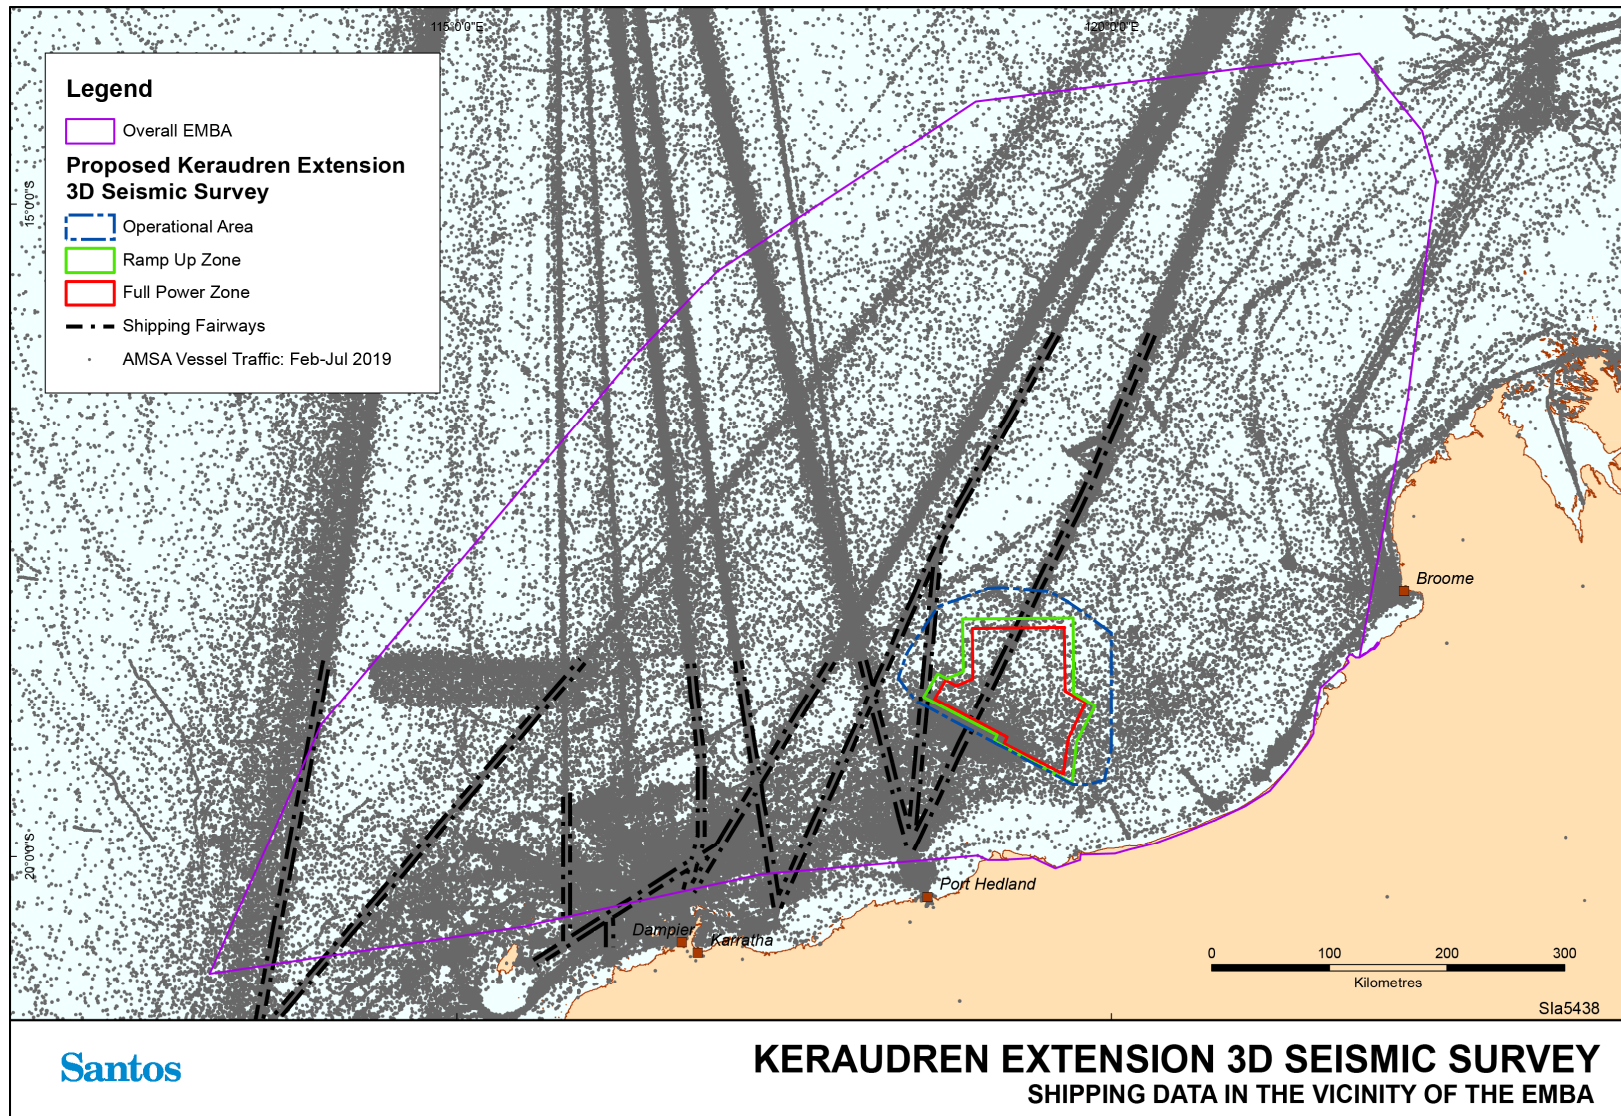 115°0'0"E
120°0'0"E
Legend
Overall EMBA
Proposed Keraudren Extension
3D Seismic Survey
Operational Area
Ramp Up Zone
Full Power Zone
Shipping Fairways
AMSA Vessel Traffic: Feb-Jul 2019
15°0'0"S
20°0'0"S
Broome
Port Hedland
Dampier
Karratha
0 100 200 300
Kilometres
Sla5438
Santos
KERAUDREN EXTENSION 3D SEISMIC SURVEY
SHIPPING DATA IN THE VICINITY OF THE EMBA